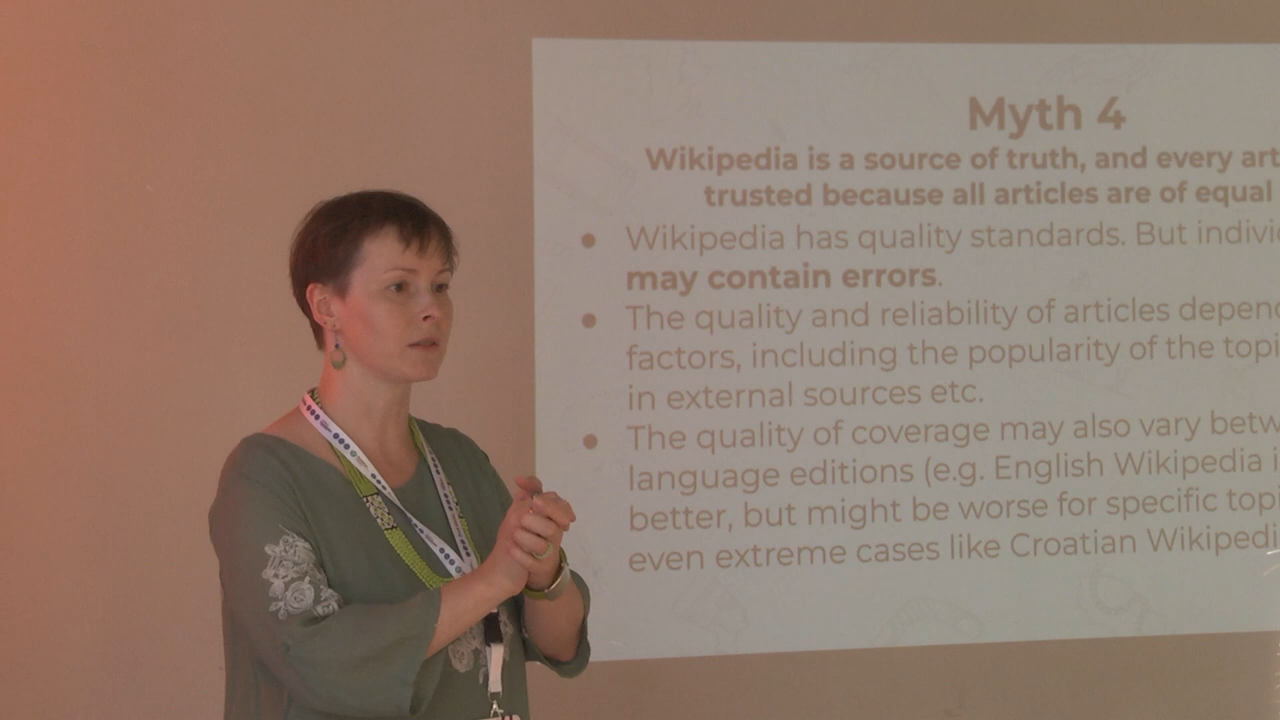 Myth 4
Wikipedia is a source of truth, and every art
trusted because all articles are of equal
• Wikipedia has quality standards. But individ
may contain errors.
• The quality and reliability of articles depend
factors, including the popularity of the topi
in external sources etc.
• The quality of coverage may also vary betw
language editions (e.g. English Wikipedia i
better, but might be worse for specific topi
even extreme cases like Croatian Wikipedi